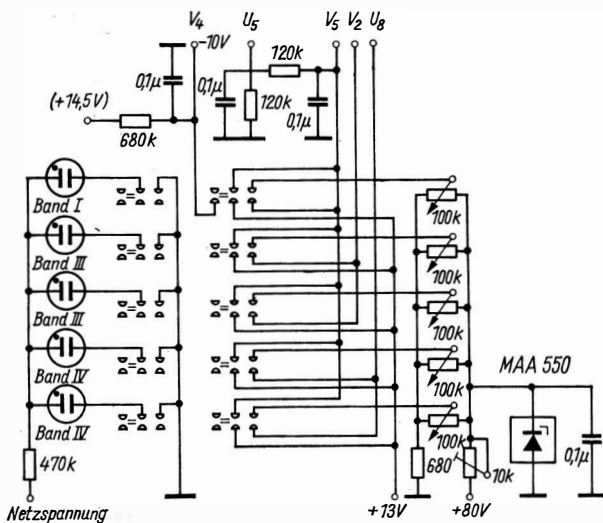 V4
U5
V5
V2
U8
-10V
0,1µ
120k
0,1µ
120k
0,1µ
(+14,5V)
680k
Band I
100k
Band III
100k
Band III
100k
Band IV
100k
MAA 550
Band IV
100k
470k
680
10k
0,1µ
Netzspannung
+13V
+80V